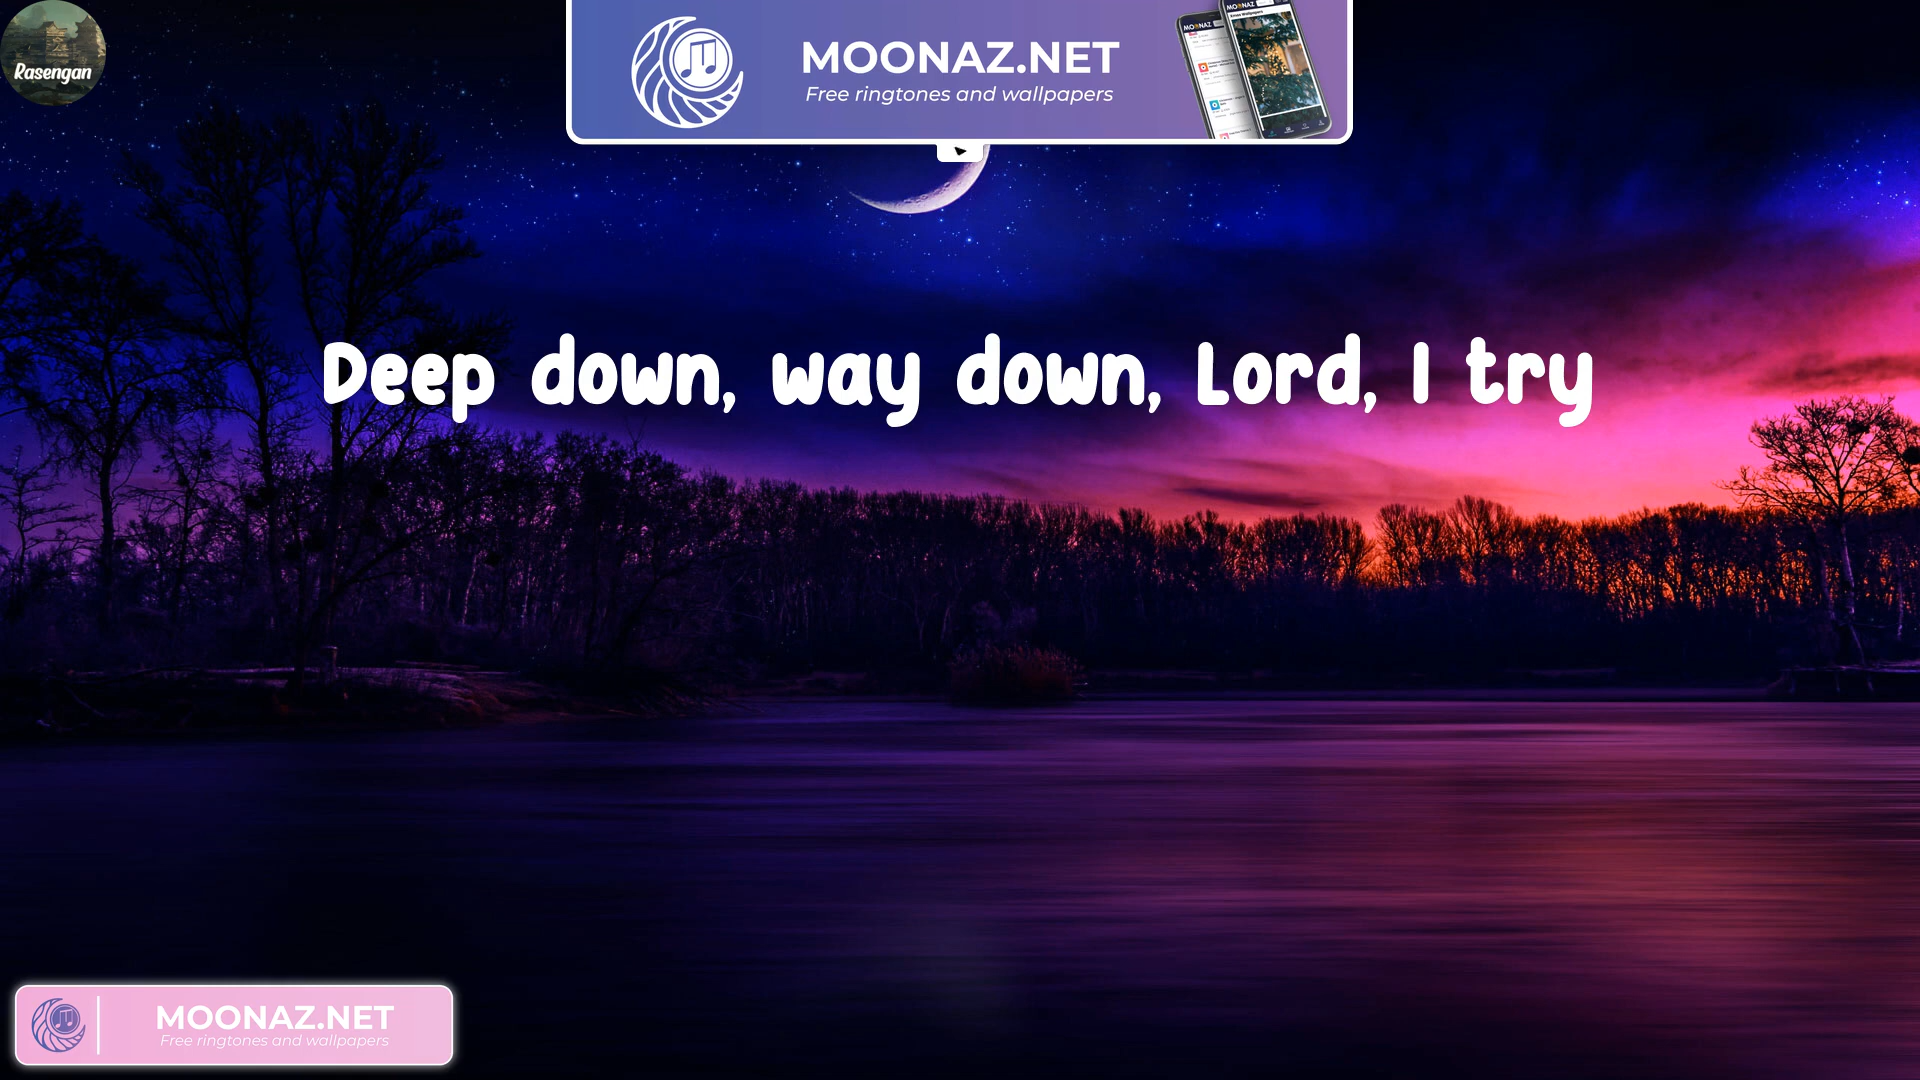 Rasengan
MOONAZ.NET
Free ringtones and wallpapers
Deep down, way down, Lord, I try
MOONAZ.NET
Free ringtones and wallpapers